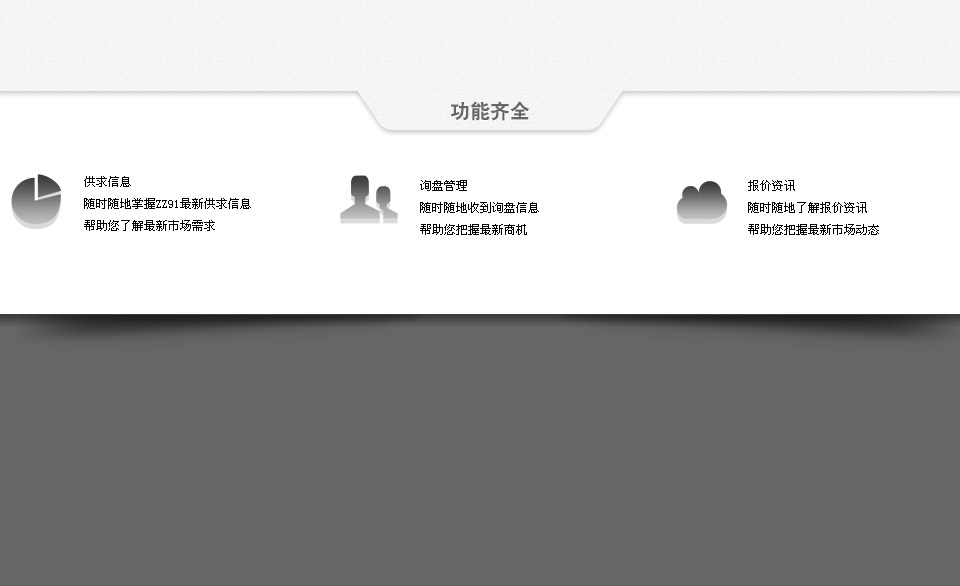 功能齐全
供求信息
随时随地掌握ZZ91最新供求信息
帮助您了解最新市场需求
询盘管理
随时随地收到询盘信息
帮助您把握最新商机
报价资讯
随时随地了解报价资讯
帮助您把握最新市场动态